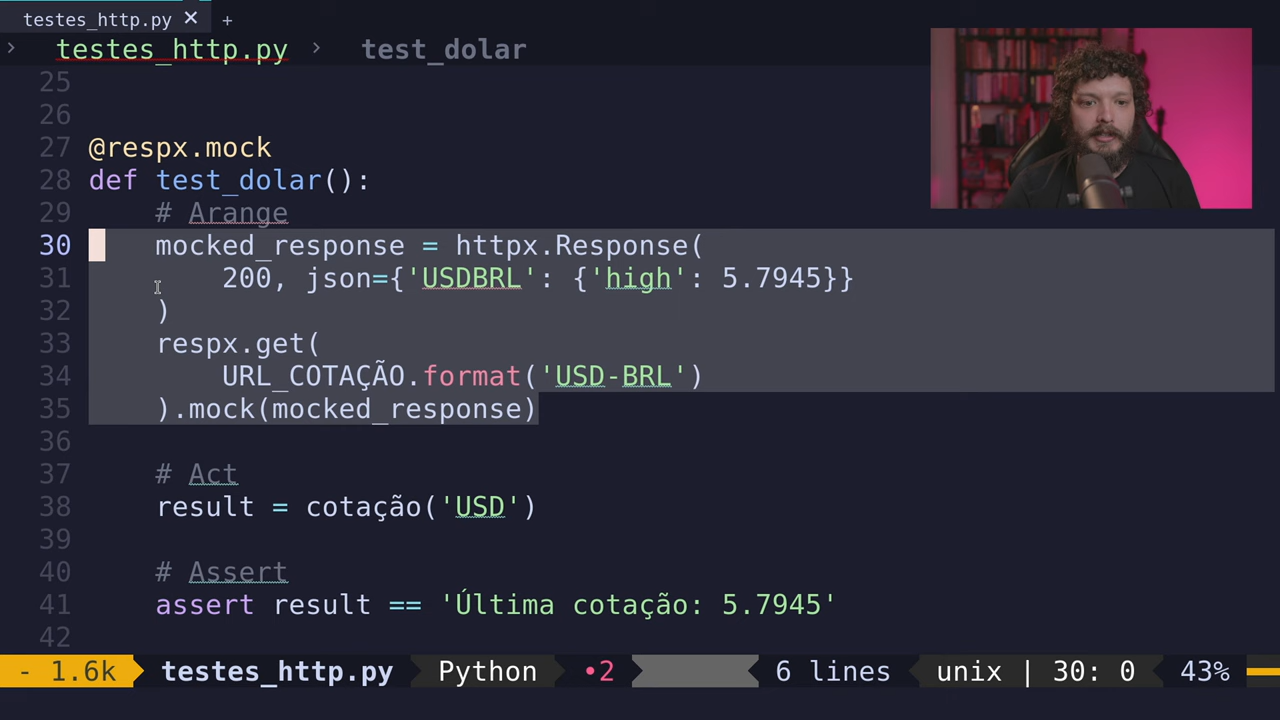 testes_http.py ✕ +
> testes_http.py > test_dolar
25
26
27 @respx.mock
28 def test_dolar():
29 # Arange
30 mocked_response = httpx.Response(
31 200, json={'USDBRL': {'high': 5.7945}}
32 )
33 respx.get(
34 URL_COTAÇÃO.format('USD-BRL')
35 ).mock(mocked_response)
36
37 # Act
38 result = cotação('USD')
39
40 # Assert
41 assert result == 'Última cotação: 5.7945'
42
- 1.6k testes_http.py Python •2 6 lines unix | 30: 0 43%